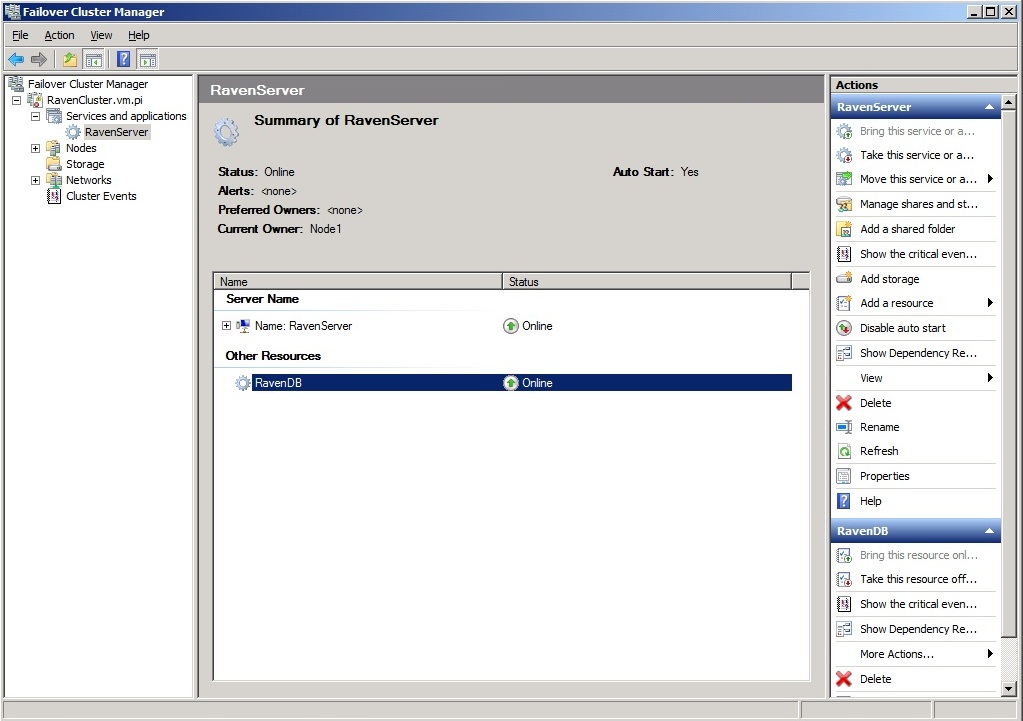 Failover Cluster Manager
File Action View Help
Failover Cluster Manager
RavenCluster.vm.pi
Services and applications
RavenServer
Nodes
Storage
Networks
Cluster Events
RavenServer
Summary of RavenServer
Status: Online
Auto Start: Yes
Alerts: <none>
Preferred Owners: <none>
Current Owner: Node1
Name Status
Server Name
Name: RavenServer Online
Other Resources
RavenDB Online
Actions
RavenServer
Bring this service or a...
Take this service or a...
Move this service or a...
Manage shares and st...
Add a shared folder
Show the critical even...
Add storage
Add a resource
Disable auto start
Show Dependency Re...
View
Delete
Rename
Refresh
Properties
Help
RavenDB
Bring this resource onl...
Take this resource off...
Show the critical even...
Show Dependency Re...
More Actions...
Delete